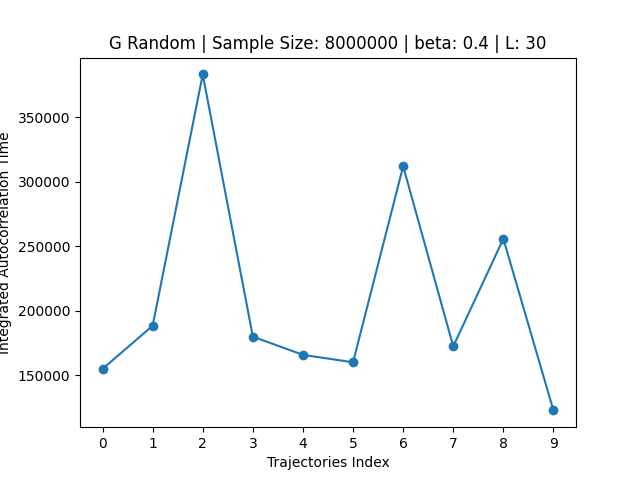 G Random | Sample Size: 8000000 | beta: 0.4 | L: 30
Integrated Autocorrelation Time
350000
300000
250000
200000
150000
0 1 2 3 4 5 6 7 8 9
Trajectories Index